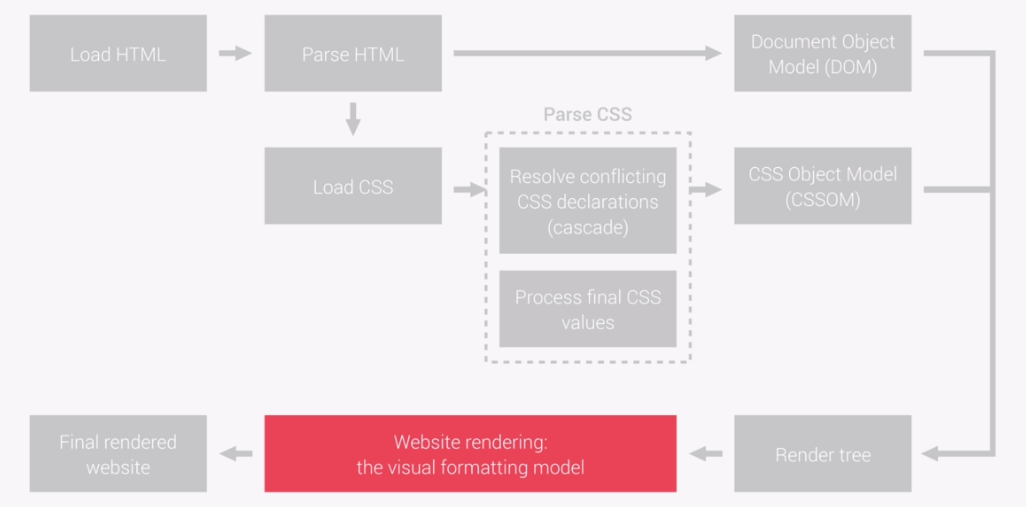 Load HTML
Parse HTML
Document Object
Model (DOM)
Parse CSS
Load CSS
Resolve conflicting
CSS declarations
(cascade)
CSS Object Model
(CSSOM)
Process final CSS
values
Final rendered
website
Website rendering:
the visual formatting model
Render tree